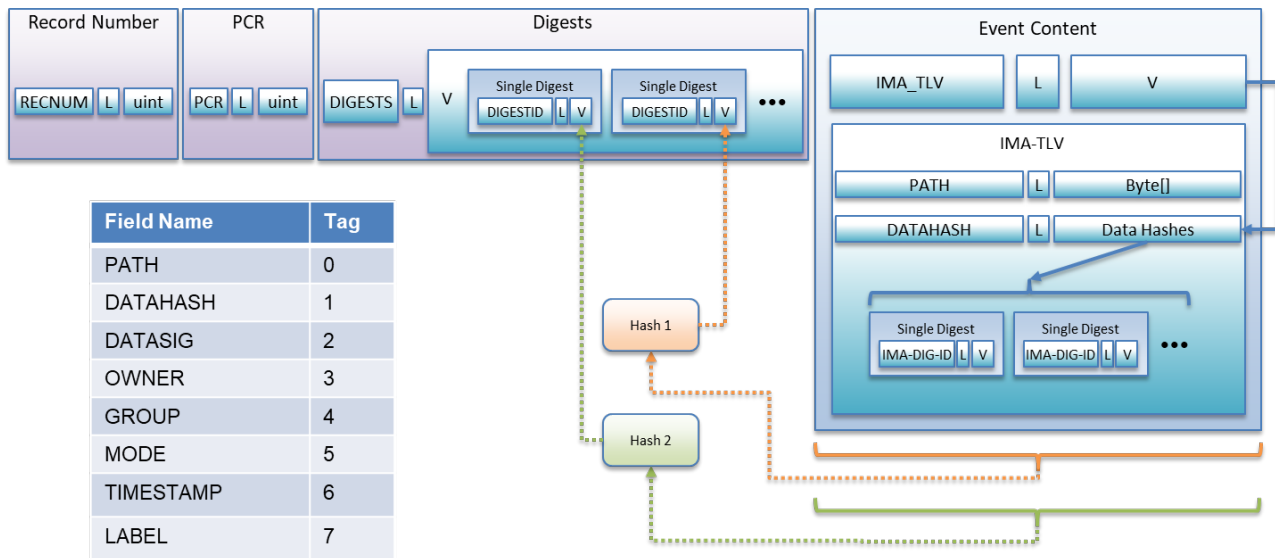 Record Number
PCR
Digests
Event Content
RECNUM L uint
PCR L uint
DIGESTS L V
Single Digest
DIGESTID L V
Single Digest
DIGESTID L V
•••
IMA_TLV L V
IMA-TLV
PATH L Byte[]
DATAHASH L Data Hashes
Single Digest
IMA-DIG-ID L V
Single Digest
IMA-DIG-ID L V
•••
Hash 1
Hash 2
Field Name Tag
PATH 0
DATAHASH 1
DATASIG 2
OWNER 3
GROUP 4
MODE 5
TIMESTAMP 6
LABEL 7